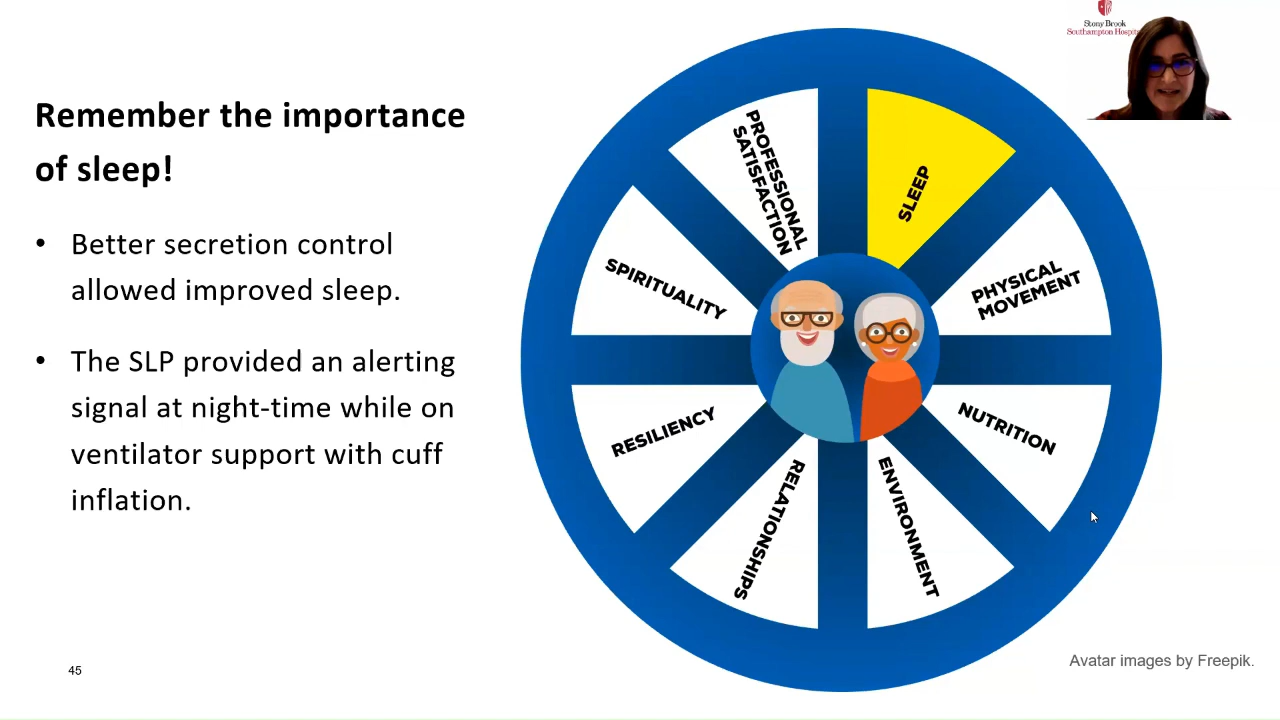 Stony Brook
Southampton Hospital
Remember the importance
of sleep!
• Better secretion control
allowed improved sleep.
• The SLP provided an alerting
signal at night-time while on
ventilator support with cuff
inflation.
PROFESSIONAL
SATISFACTION
SLEEP
SPIRITUALITY
PHYSICAL
MOVEMENT
RESILIENCY
NUTRITION
RELATIONSHIPS
ENVIRONMENT
45
Avatar images by Freepik.